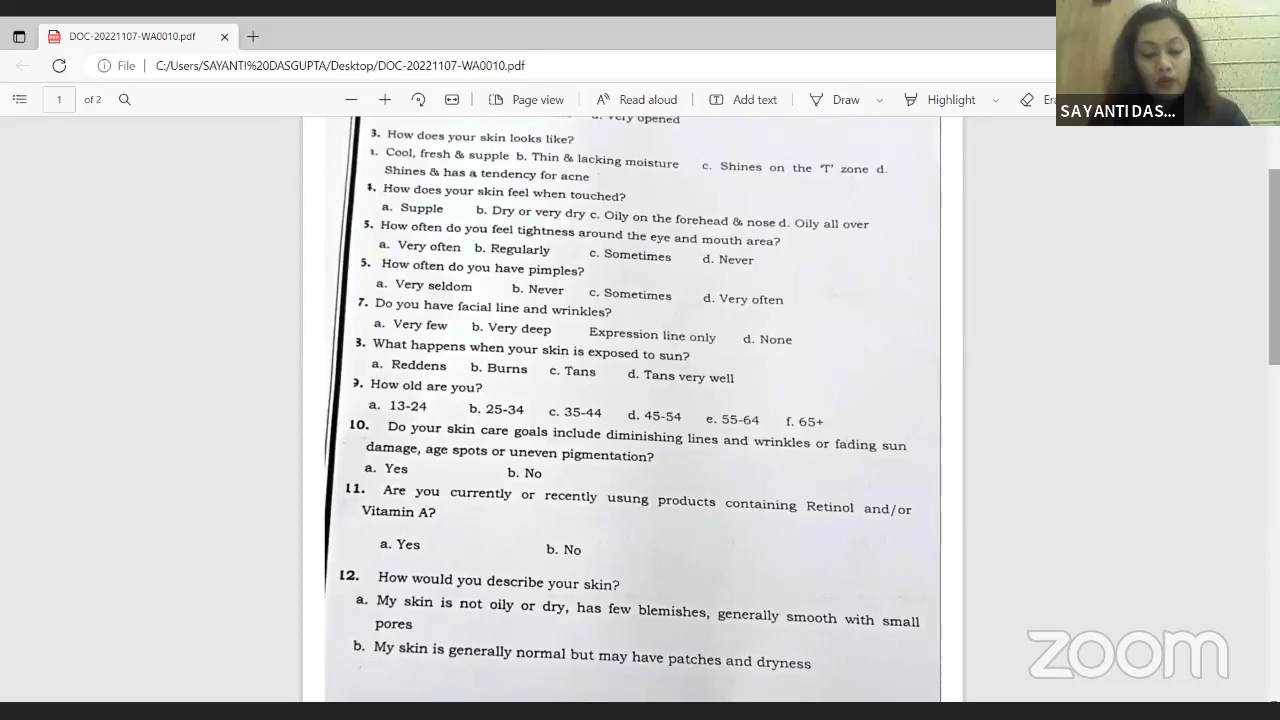 DOC-20221107-WA0010.pdf
File C:/Users/SAYANTI%20DASGUPTA/Desktop/DOC-20221107-WA0010.pdf
1 of 2 Page view Read aloud Add text Draw Highlight
SAYANTI DAS...
d. Very opened
3. How does your skin looks like?
Cool, fresh & supple b. Thin & lacking moisture c. Shines on the 'T' zone d.
Shines & has a tendency for acne
How does your skin feel when touched?
a. Supple b. Dry or very dry c. Oily on the forehead & nose d. Oily all over
5. How often do you feel tightness around the eye and mouth area?
a. Very often b. Regularly c. Sometimes d. Never
How often do you have pimples?
a. Very seldom b. Never c. Sometimes d. Very often
7. Do you have facial line and wrinkles?
a. Very few b. Very deep Expression line only d. None
What happens when your skin is exposed to sun?
a. Reddens b. Burns c. Tans d. Tans very well
9. How old are you?
a. 13-24 b. 25-34 c. 35-44 d. 45-54 e. 55-64 f. 65+
10. Do your skin care goals include diminishing lines and wrinkles or fading sun
damage, age spots or uneven pigmentation?
a. Yes b. No
11. Are you currently or recently usung products containing Retinol and/or
Vitamin A?
a. Yes b. No
12. How would you describe your skin?
a. My skin is not oily or dry, has few blemishes, generally smooth with small
pores
b. My skin is generally normal but may have patches and dryness
zoom